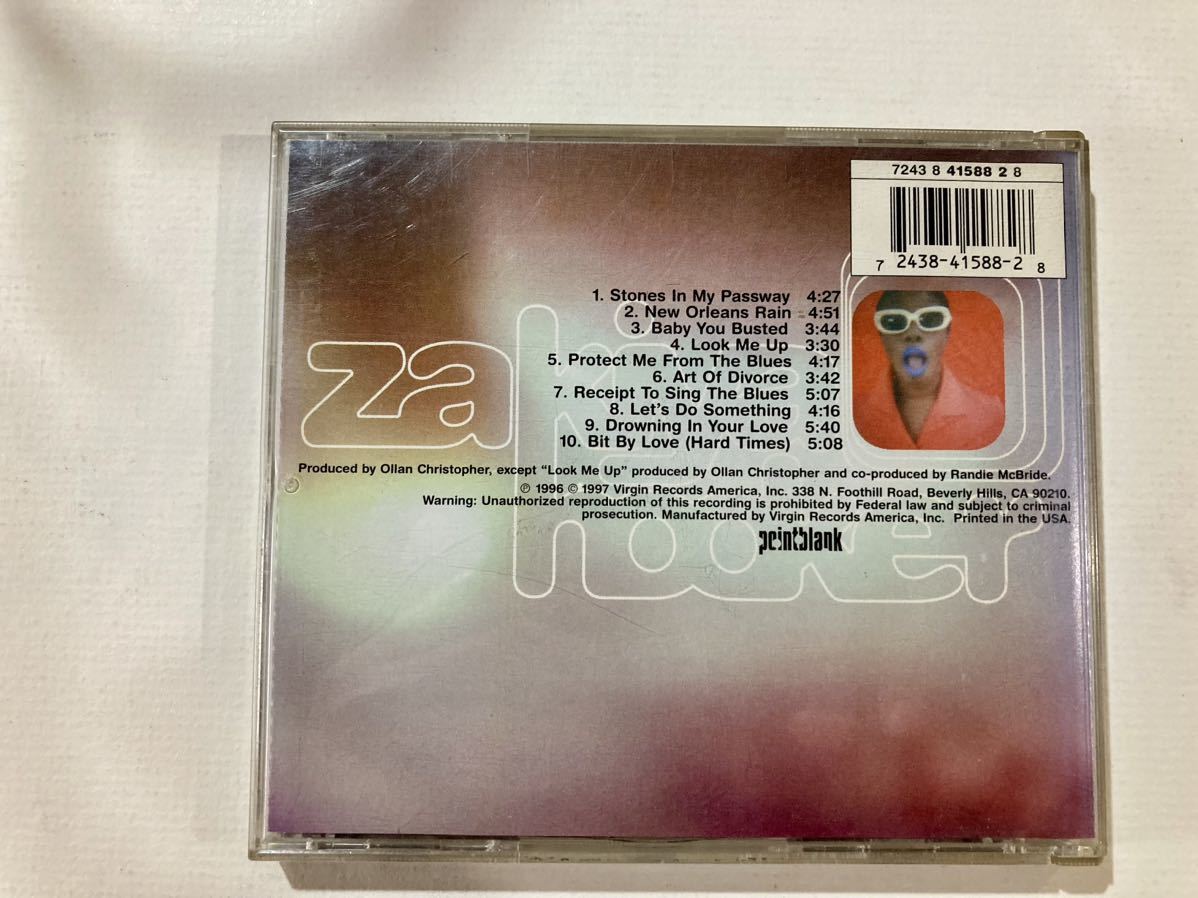 7243 8 41588 2 8
7 2438-41588-2 8
1. Stones In My Passway 4:27
2. New Orleans Rain 4:51
3. Baby You Busted 3:44
4. Look Me Up 3:30
5. Protect Me From The Blues 4:17
6. Art Of Divorce 3:42
7. Receipt To Sing The Blues 5:07
8. Let's Do Something 4:16
9. Drowning In Your Love 5:40
10. Bit By Love (Hard Times) 5:08
za
Produced by Ollan Christopher, except "Look Me Up" produced by Ollan Christopher and co-produced by Randie McBride.
℗ 1996 © 1997 Virgin Records America, Inc. 338 N. Foothill Road, Beverly Hills, CA 90210.
Warning: Unauthorized reproduction of this recording is prohibited by Federal law and subject to criminal
prosecution. Manufactured by Virgin Records America, Inc. Printed in the USA.
pointblank